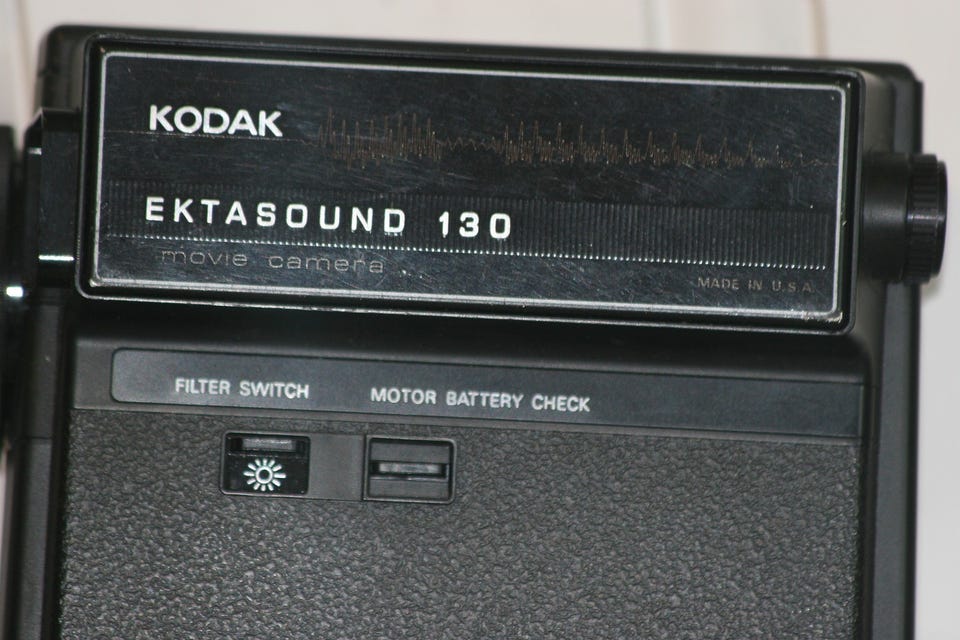 KODAK
EKTASOUND 130
movie camera
MADE IN U.S.A.
FILTER SWITCH
MOTOR BATTERY CHECK